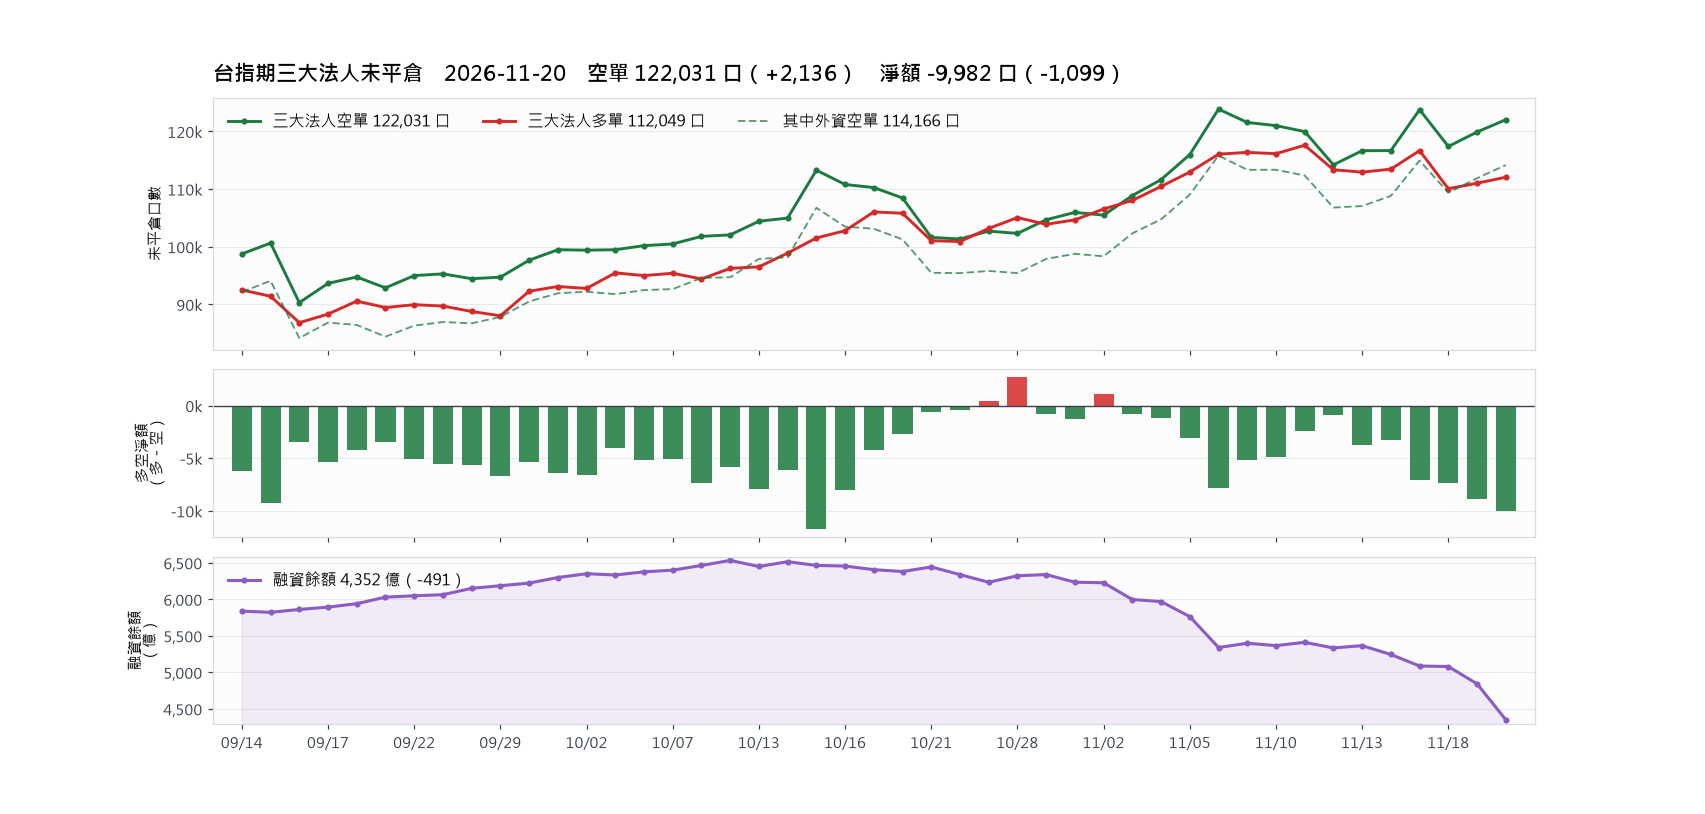 台指期三大法人未平倉　2026-11-20　空單 122,031 口（+2,136）　淨額 -9,982 口（-1,099）
三大法人空單 122,031 口　三大法人多單 112,049 口　其中外資空單 114,166 口
未平倉口數
120k
110k
100k
90k
多空淨額
（多 - 空）
0k
-5k
-10k
融資餘額 4,352 億（-491）
融資餘額
（億）
6,500
6,000
5,500
5,000
4,500
09/14　09/17　09/22　09/29　10/02　10/07　10/13　10/16　10/21　10/28　11/02　11/05　11/10　11/13　11/18